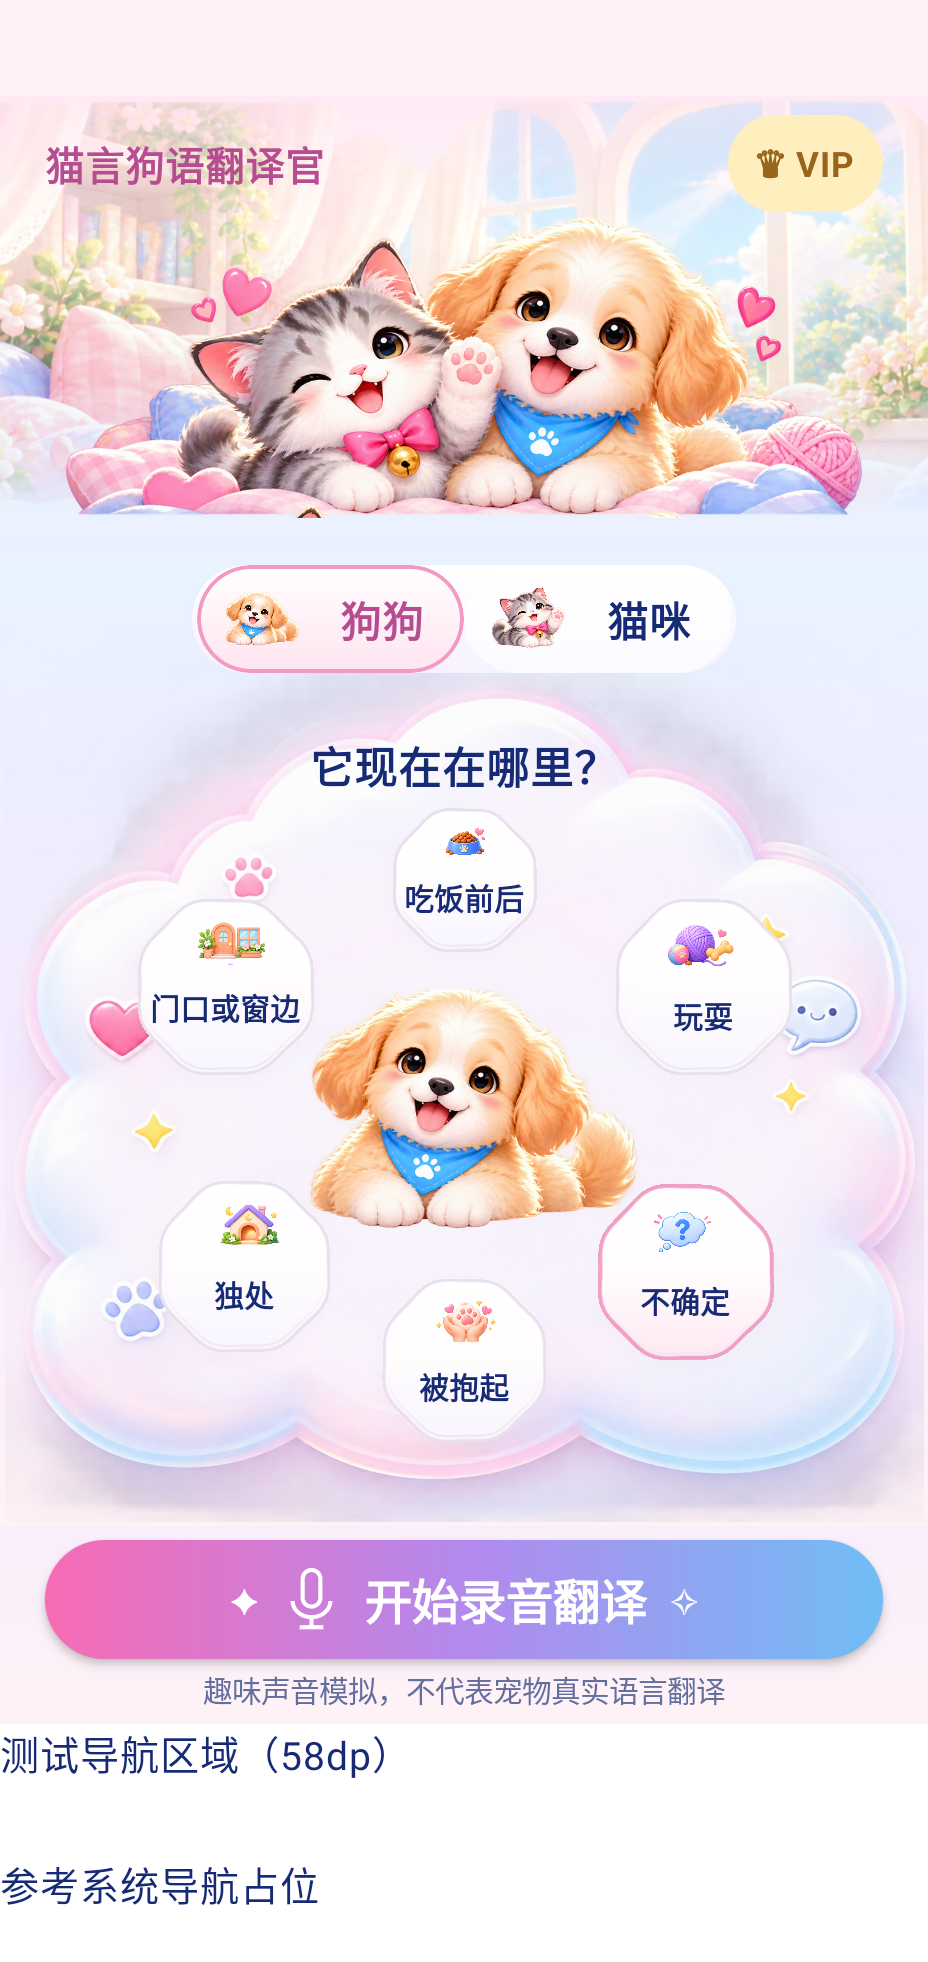 猫言狗语翻译官
VIP
狗狗
猫咪
它现在在哪里？
吃饭前后
门口或窗边
玩耍
独处
不确定
被抱起
开始录音翻译
趣味声音模拟，不代表宠物真实语言翻译
测试导航区域（58dp）
参考系统导航占位